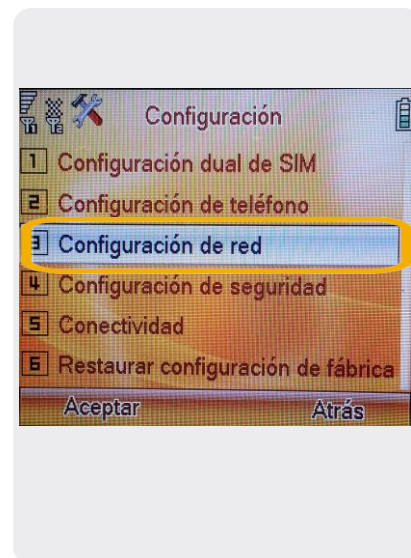 Configuración
1 Configuración dual de SIM
2 Configuración de teléfono
3 Configuración de red
4 Configuración de seguridad
5 Conectividad
6 Restaurar configuración de fábrica
Aceptar Atrás